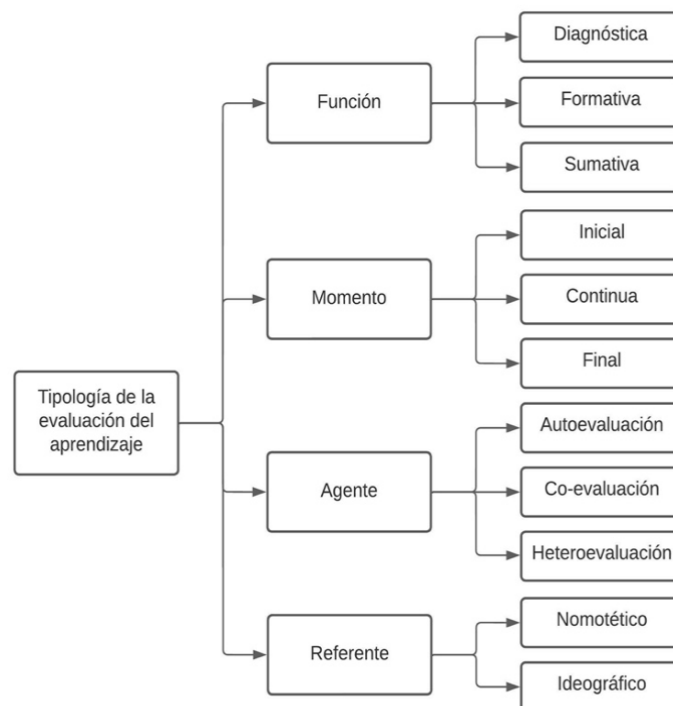 Tipología de la
evaluación del
aprendizaje
Función
Diagnóstica
Formativa
Sumativa
Momento
Inicial
Continua
Final
Agente
Autoevaluación
Co-evaluación
Heteroevaluación
Referente
Nomotético
Ideográfico